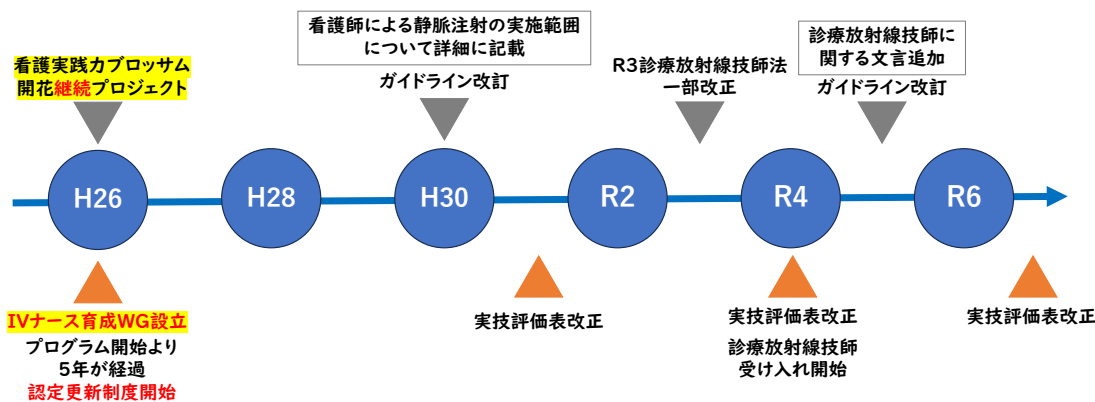 看護実践力ブロッサム
開花継続プロジェクト
看護師による静脈注射の実施範囲
について詳細に記載
ガイドライン改訂
R3診療放射線技師法
一部改正
診療放射線技師に
関する文言追加
ガイドライン改訂
H26
H28
H30
R2
R4
R6
IVナース育成WG設立
プログラム開始より
5年が経過
認定更新制度開始
実技評価表改正
実技評価表改正
診療放射線技師
受け入れ開始
実技評価表改正